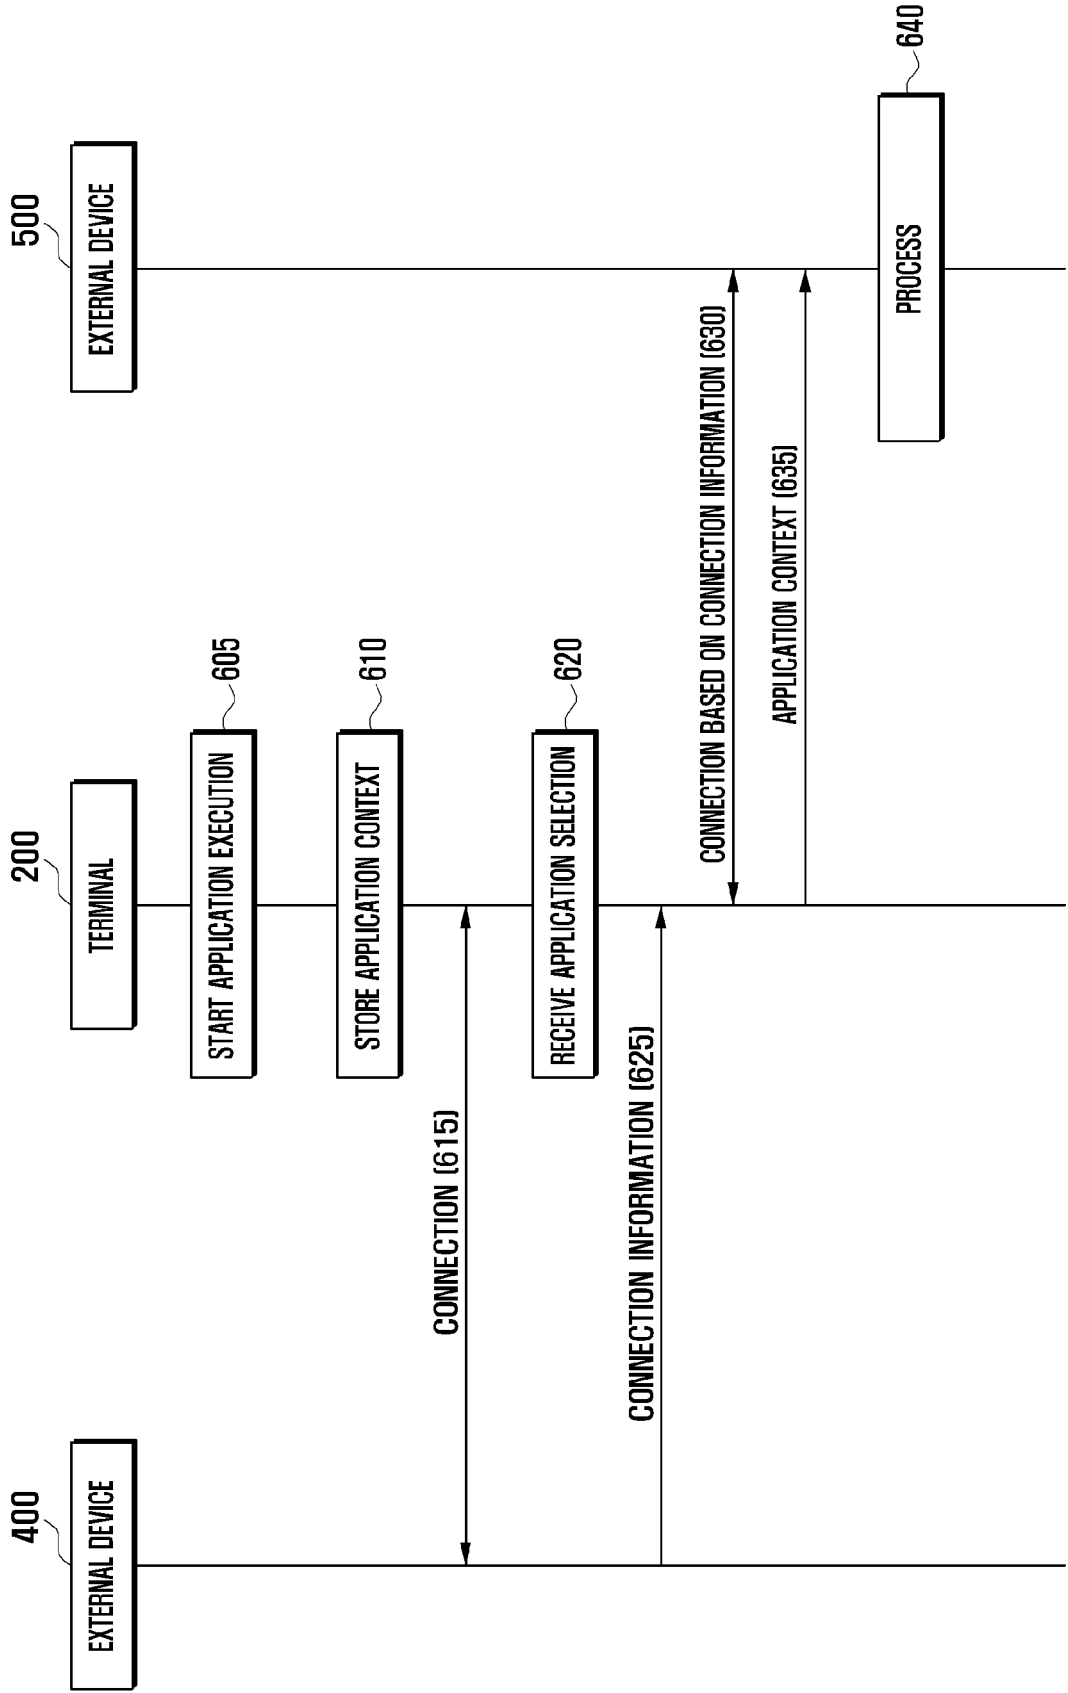 400
EXTERNAL DEVICE
200
TERMINAL
500
EXTERNAL DEVICE
START APPLICATION EXECUTION
605
STORE APPLICATION CONTEXT
610
CONNECTION (615)
RECEIVE APPLICATION SELECTION
620
CONNECTION INFORMATION (625)
CONNECTION BASED ON CONNECTION INFORMATION (630)
APPLICATION CONTEXT (635)
PROCESS
640